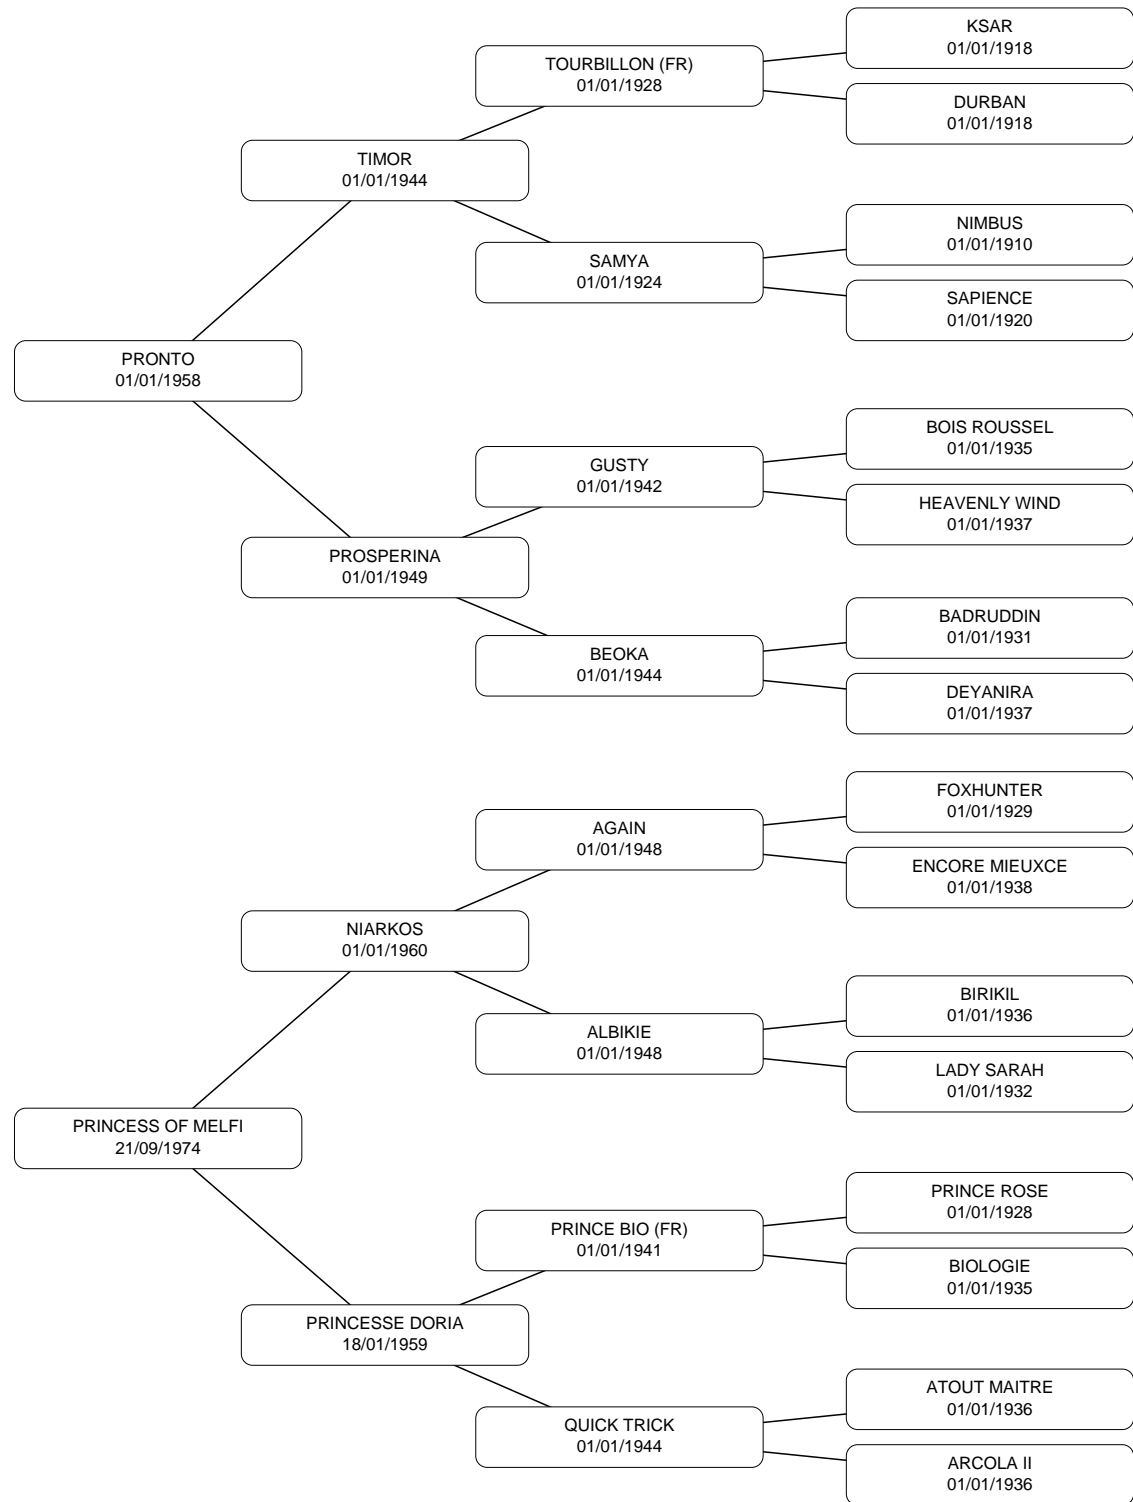 KSAR
01/01/1918
TOURBILLON (FR)
01/01/1928
DURBAN
01/01/1918
TIMOR
01/01/1944
NIMBUS
01/01/1910
SAMYA
01/01/1924
SAPIENCE
01/01/1920
PRONTO
01/01/1958
BOIS ROUSSEL
01/01/1935
GUSTY
01/01/1942
HEAVENLY WIND
01/01/1937
PROSPERINA
01/01/1949
BADRUDDIN
01/01/1931
BEOKA
01/01/1944
DEYANIRA
01/01/1937
FOXHUNTER
01/01/1929
AGAIN
01/01/1948
ENCORE MIEUXCE
01/01/1938
NIARKOS
01/01/1960
BIRIKIL
01/01/1936
ALBIKIE
01/01/1948
LADY SARAH
01/01/1932
PRINCESS OF MELFI
21/09/1974
PRINCE ROSE
01/01/1928
PRINCE BIO (FR)
01/01/1941
BIOLOGIE
01/01/1935
PRINCESSE DORIA
18/01/1959
ATOUT MAITRE
01/01/1936
QUICK TRICK
01/01/1944
ARCOLA II
01/01/1936